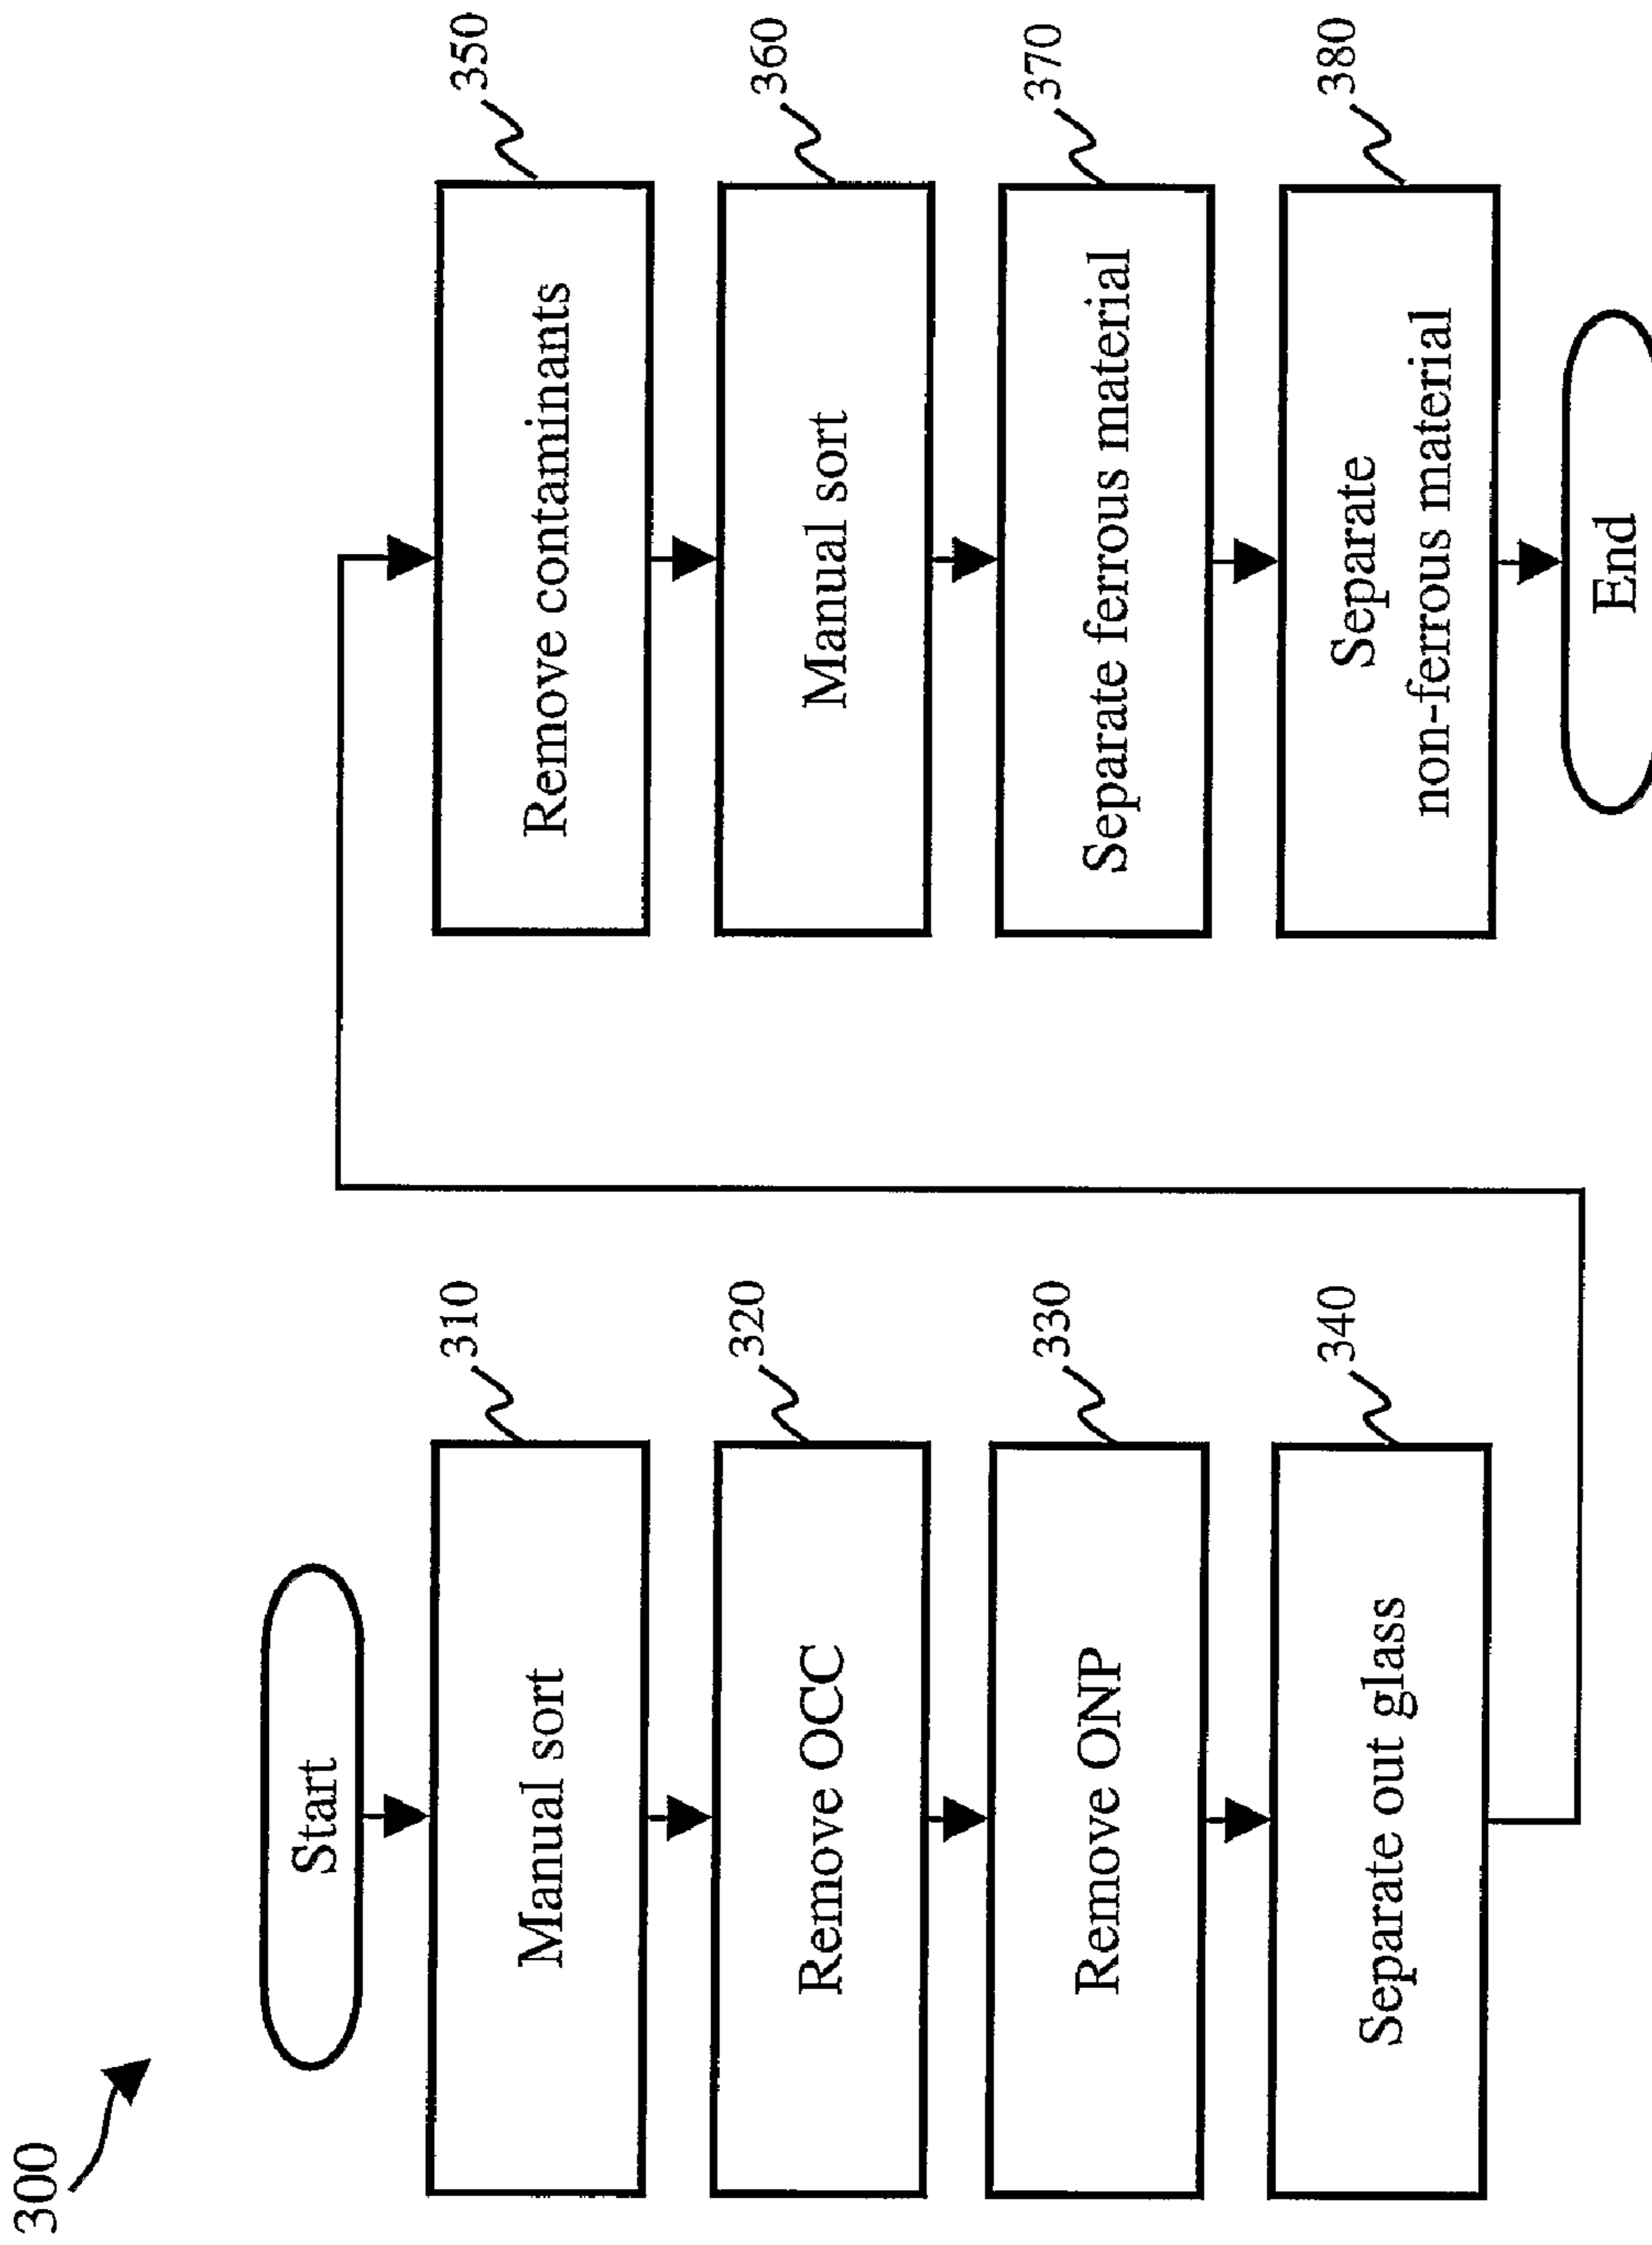 300
Start
Manual sort
310
Remove OCC
320
Remove ONP
330
Separate out glass
340
Remove contaminants
350
Manual sort
360
Separate ferrous material
370
Separate
non-ferrous material
380
End